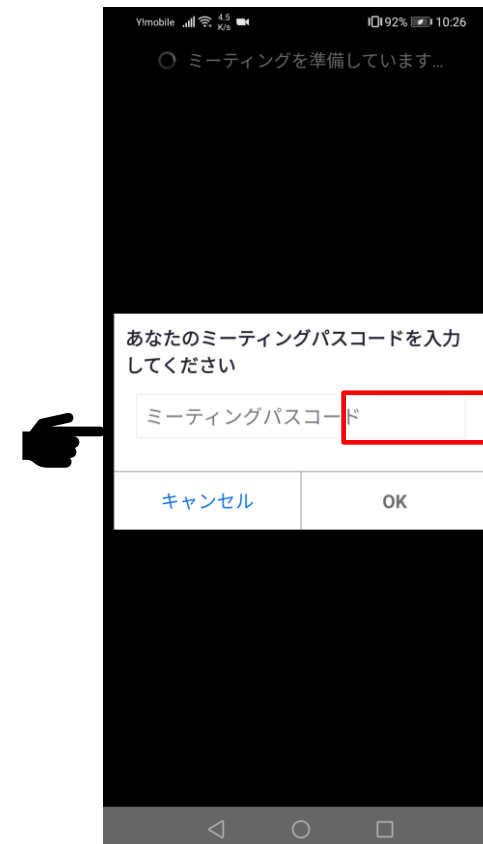 Y!mobile 4.5 K/s 92% 10:26
ミーティングを準備しています...
あなたのミーティングパスコードを入力
してください
ミーティングパスコード
キャンセル OK